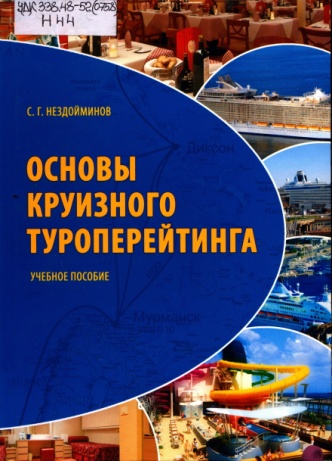 УДК 338.48-52(075.8)
Н 44
С. Г. НЕЗДОЙМИНОВ
Диксон
ОСНОВЫ
КРУИЗНОГО
ТУРОПЕРЕЙТИНГА
УЧЕБНОЕ ПОСОБИЕ
Мурманск